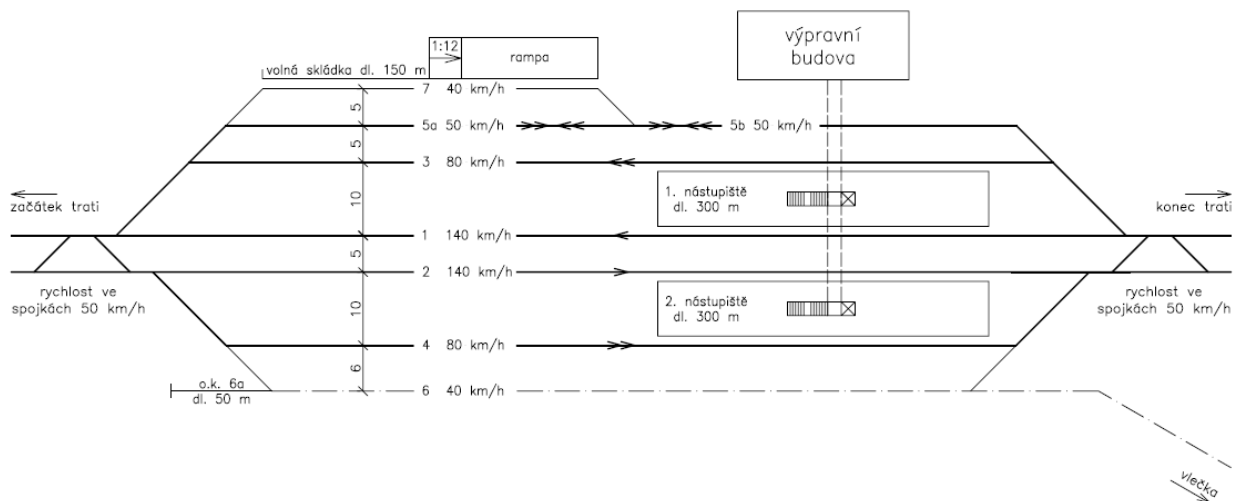 výpravní
budova
1:12
rampa
volná skládka dl. 150 m
7 40 km/h
5
5a 50 km/h
5b 50 km/h
5
3 80 km/h
začátek trati
10
1. nástupiště
dl. 300 m
konec trati
1 140 km/h
5
2 140 km/h
rychlost ve
spojkách 50 km/h
10
2. nástupiště
dl. 300 m
rychlost ve
spojkách 50 km/h
4 80 km/h
6
o.k. 6a
dl. 50 m
6 40 km/h
vlečka